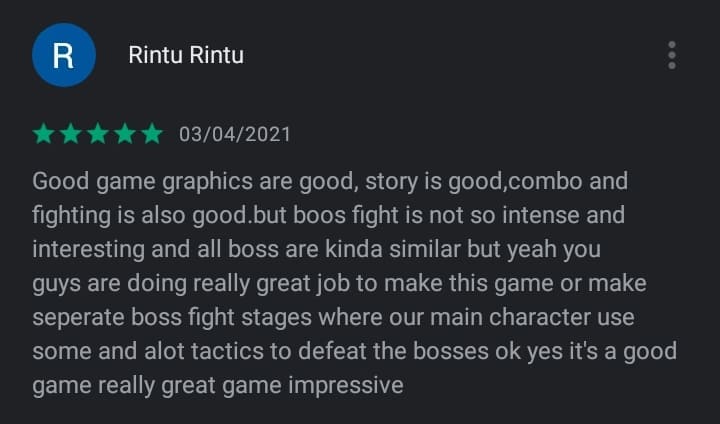 R
Rintu Rintu
03/04/2021
Good game graphics are good, story is good,combo and
fighting is also good.but boos fight is not so intense and
interesting and all boss are kinda similar but yeah you
guys are doing really great job to make this game or make
seperate boss fight stages where our main character use
some and alot tactics to defeat the bosses ok yes it's a good
game really great game impressive